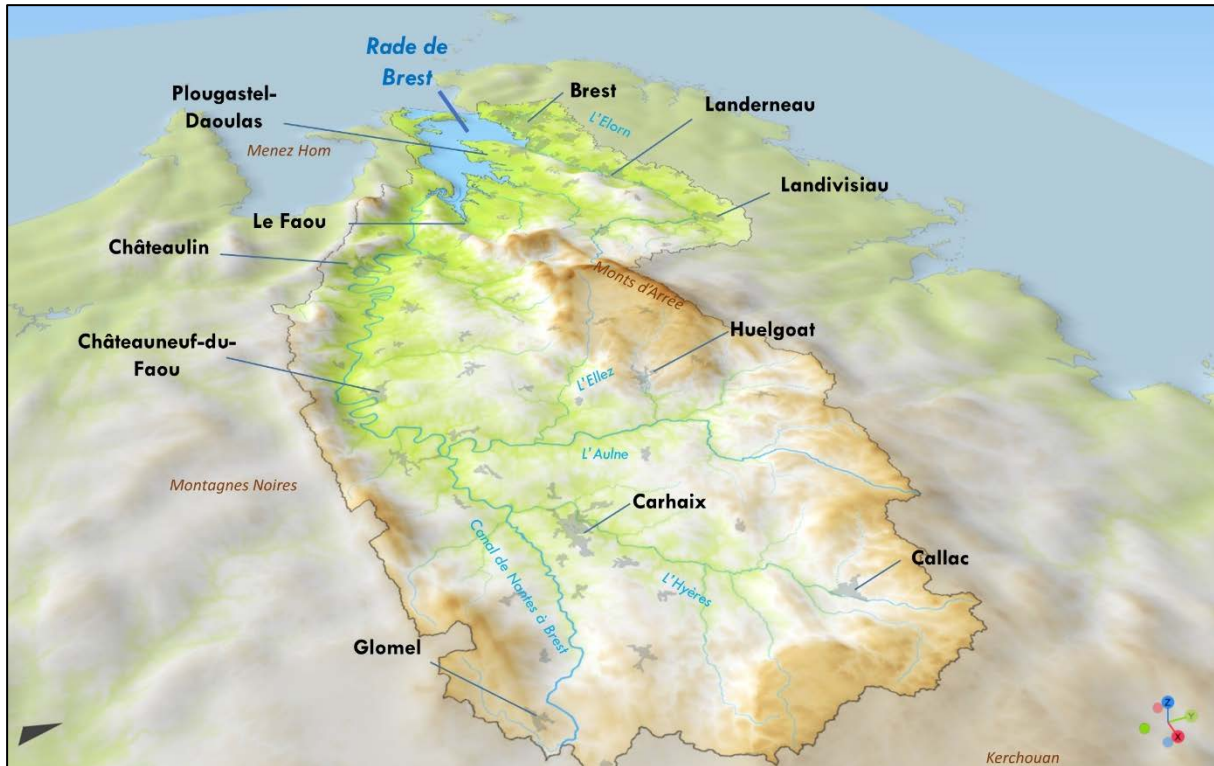 Rade de
Brest
Brest
Plougastel-
Daoulas
Landerneau
L'Elorn
Menez Hom
Landivisiau
Le Faou
Châteaulin
Monts d'Arrée
Châteauneuf-du-
Faou
Huelgoat
L'Ellez
L'Aulne
Montagnes Noires
Carhaix
Canal de Nantes à Brest
L'Hyères
Callac
Glomel
Kerchouan
Z
Y
X